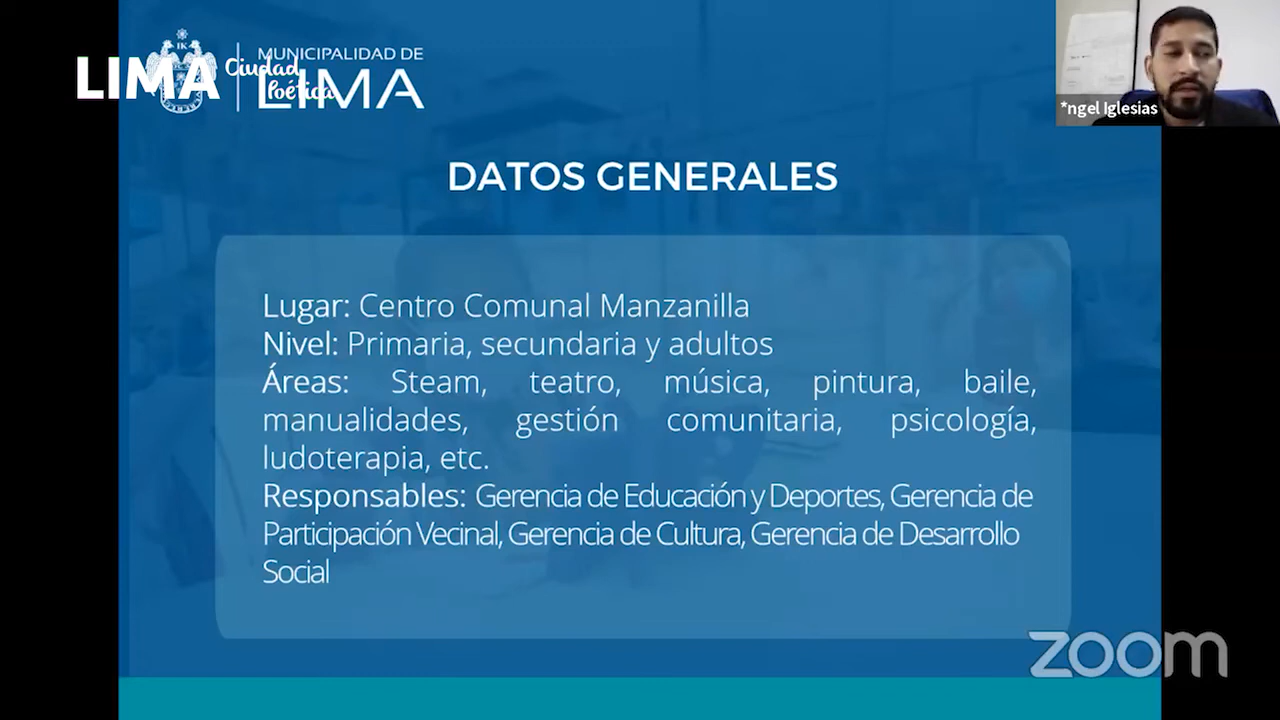 LIMA Ciudad Poética
MUNICIPALIDAD DE
LIMA
*ngel Iglesias
DATOS GENERALES
Lugar: Centro Comunal Manzanilla
Nivel: Primaria, secundaria y adultos
Áreas: Steam, teatro, música, pintura, baile,
manualidades, gestión comunitaria, psicología,
ludoterapia, etc.
Responsables: Gerencia de Educación y Deportes, Gerencia de
Participación Vecinal, Gerencia de Cultura, Gerencia de Desarrollo
Social
zoom